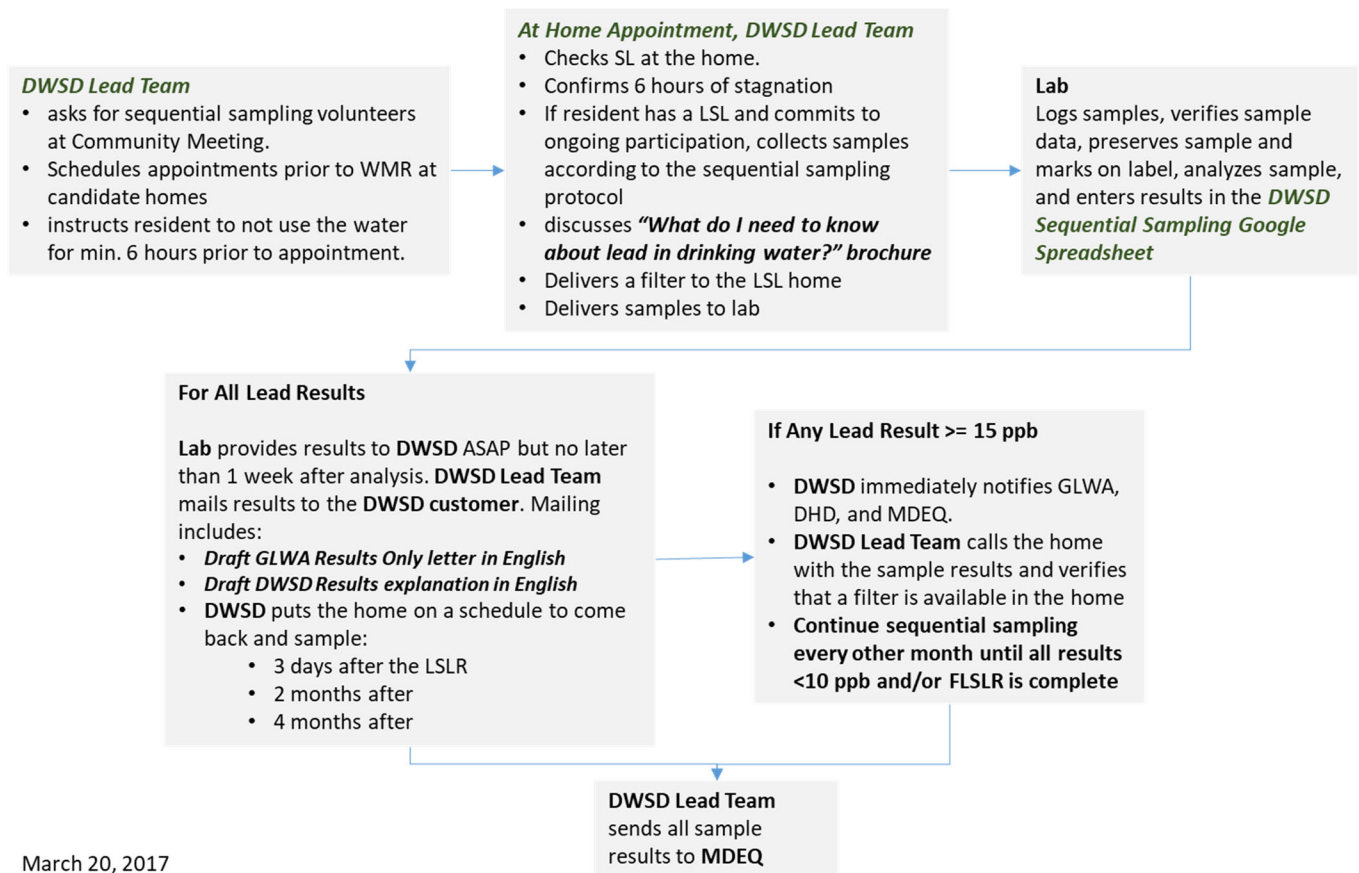 DWSD Lead Team
• asks for sequential sampling volunteers
at Community Meeting.
• Schedules appointments prior to WMR at
candidate homes
• instructs resident to not use the water
for min. 6 hours prior to appointment.
At Home Appointment, DWSD Lead Team
• Checks SL at the home.
• Confirms 6 hours of stagnation
• If resident has a LSL and commits to
ongoing participation, collects samples
according to the sequential sampling
protocol
• discusses “What do I need to know
about lead in drinking water?” brochure
• Delivers a filter to the LSL home
• Delivers samples to lab
Lab
Logs samples, verifies sample
data, preserves sample and
marks on label, analyzes sample,
and enters results in the DWSD
Sequential Sampling Google
Spreadsheet
For All Lead Results
Lab provides results to DWSD ASAP but no later
than 1 week after analysis. DWSD Lead Team
mails results to the DWSD customer. Mailing
includes:
• Draft GLWA Results Only letter in English
• Draft DWSD Results explanation in English
• DWSD puts the home on a schedule to come
back and sample:
• 3 days after the LSLR
• 2 months after
• 4 months after
If Any Lead Result >= 15 ppb
• DWSD immediately notifies GLWA,
DHD, and MDEQ.
• DWSD Lead Team calls the home
with the sample results and verifies
that a filter is available in the home
• Continue sequential sampling
every other month until all results
<10 ppb and/or FLSLR is complete
DWSD Lead Team
sends all sample
results to MDEQ
March 20, 2017